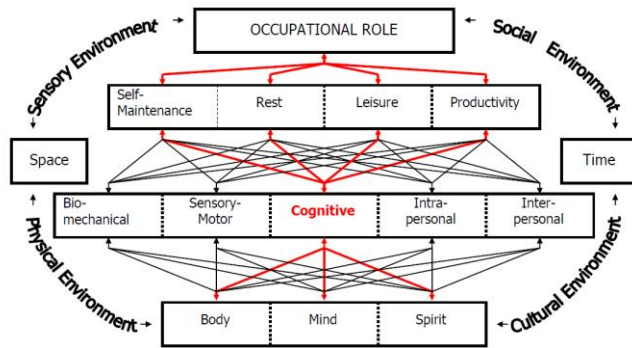 OCCUPATIONAL ROLE
Sensory Environment
Social Environment
Self-
Maintenance
Rest
Leisure
Productivity
Space
Time
Bio-
mechanical
Sensory-
Motor
Cognitive
Intra-
personal
Inter-
personal
Physical Environment
Cultural Environment
Body
Mind
Spirit